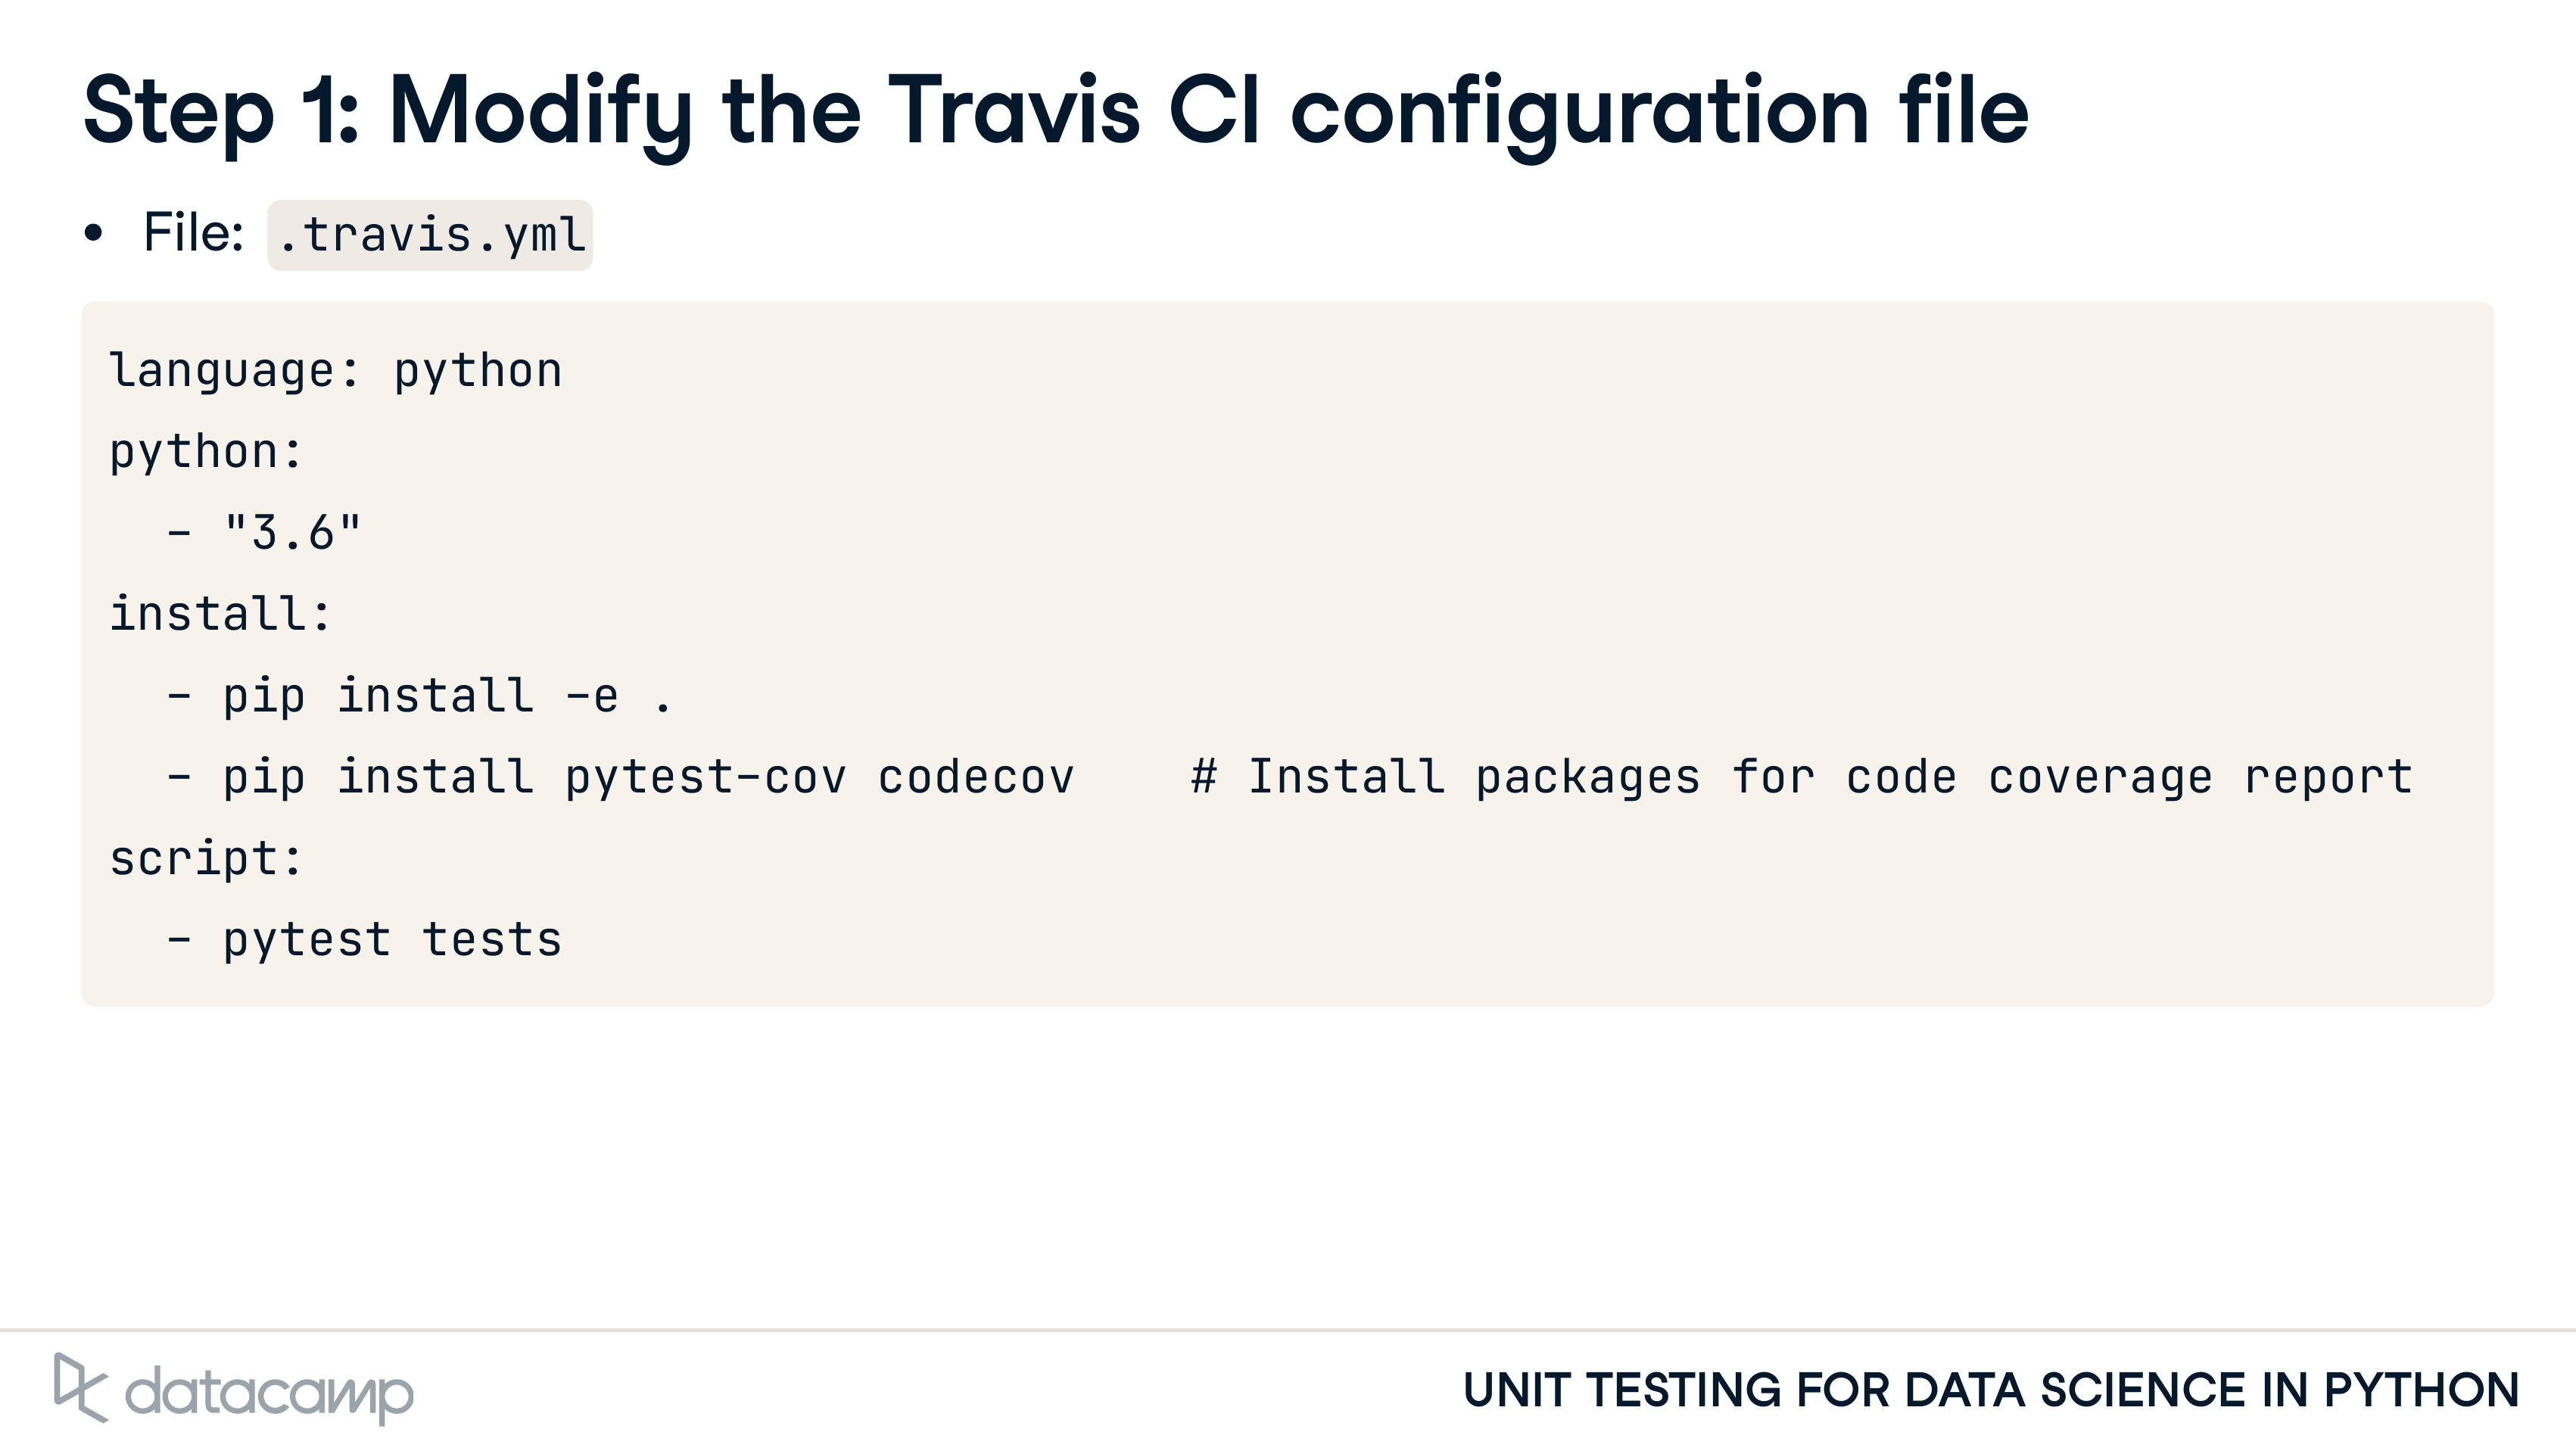 Step 1: Modify the Travis CI configuration file
• File: .travis.yml
language: python
python:
  - "3.6"
install:
  - pip install -e .
  - pip install pytest-cov codecov    # Install packages for code coverage report
script:
  - pytest tests
datacamp
UNIT TESTING FOR DATA SCIENCE IN PYTHON